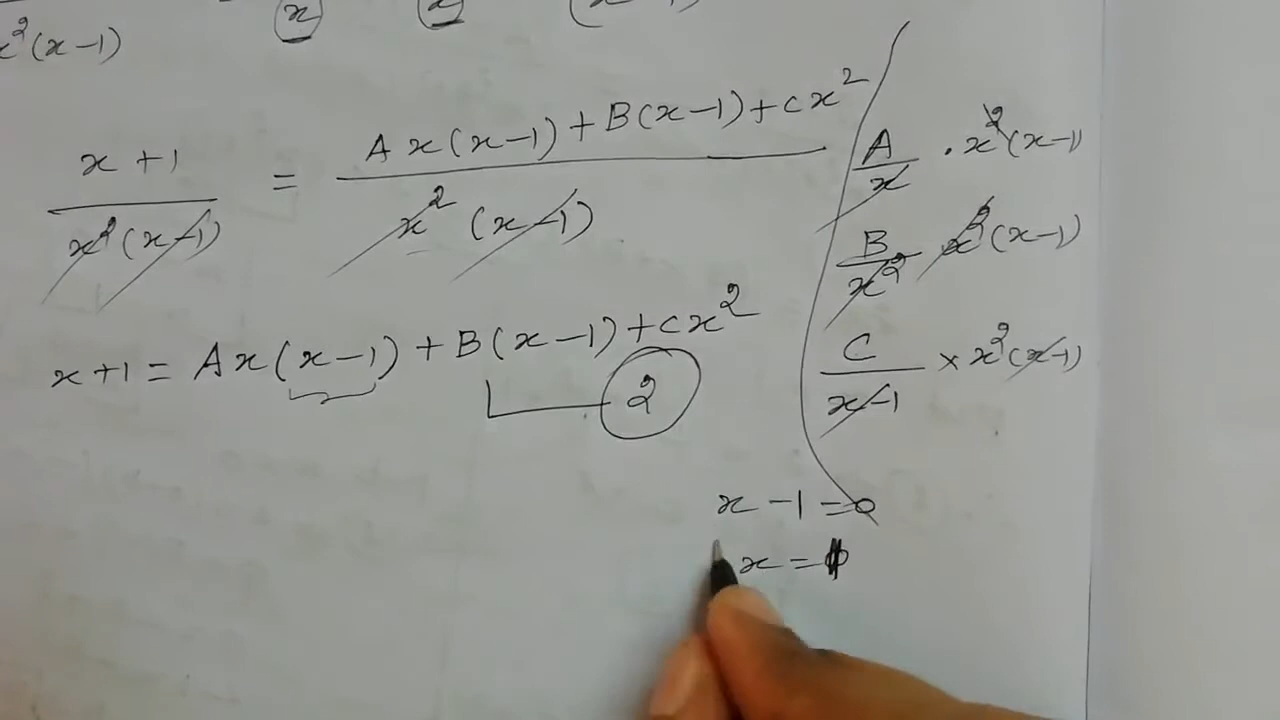 x x
x²(x-1)
x + 1 / x²(x-1) = Ax(x-1) + B(x-1) + Cx² / x²(x-1)
x+1 = Ax(x-1) + B(x-1) + Cx²
2
A/x . x²(x-1)
B/x² x²(x-1)
C/x-1 × x²(x-1)
x-1=0
x = 1